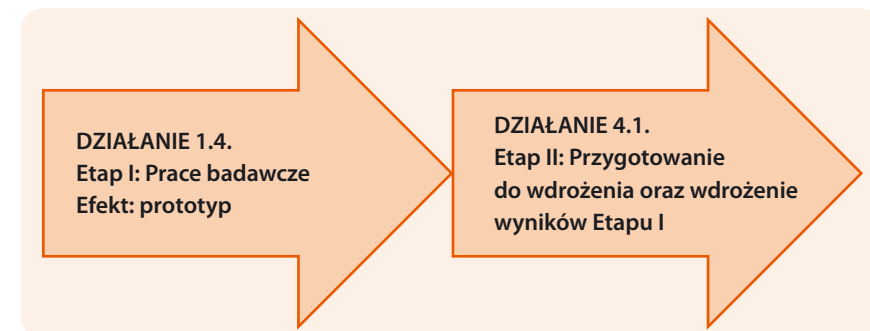 DZIAŁANIE 1.4.
Etap I: Prace badawcze
Efekt: prototyp
DZIAŁANIE 4.1.
Etap II: Przygotowanie
do wdrożenia oraz wdrożenie
wyników Etapu I